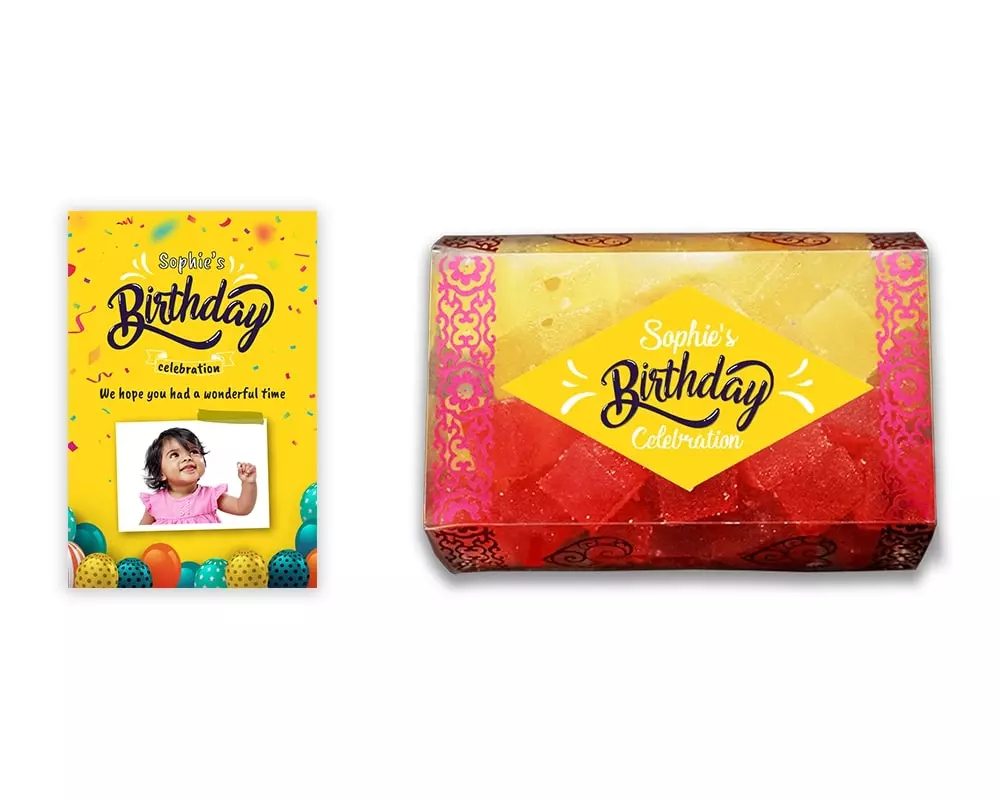 Sophie's
Birthday
celebration
We hope you had a wonderful time
Sophie's
Birthday
Celebration